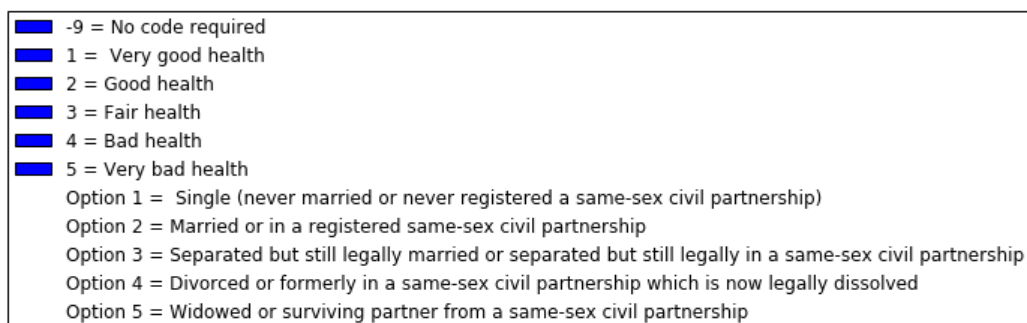 -9 = No code required
1 =  Very good health
2 = Good health
3 = Fair health
4 = Bad health
5 = Very bad health
Option 1 =  Single (never married or never registered a same-sex civil partnership)
Option 2 = Married or in a registered same-sex civil partnership
Option 3 = Separated but still legally married or separated but still legally in a same-sex civil partnership
Option 4 = Divorced or formerly in a same-sex civil partnership which is now legally dissolved
Option 5 = Widowed or surviving partner from a same-sex civil partnership